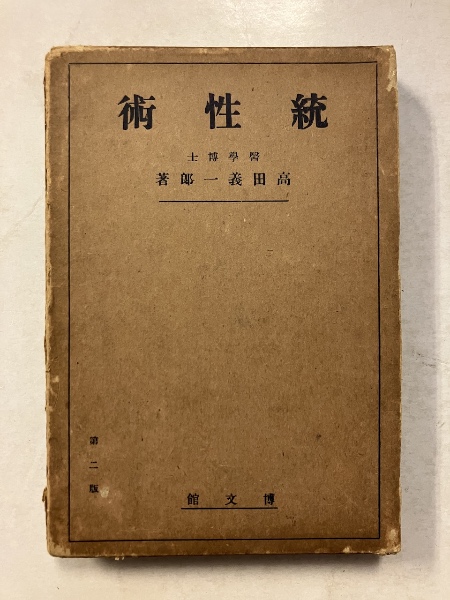 統性術
醫學博士
高田義一郎著
第二版
博文館